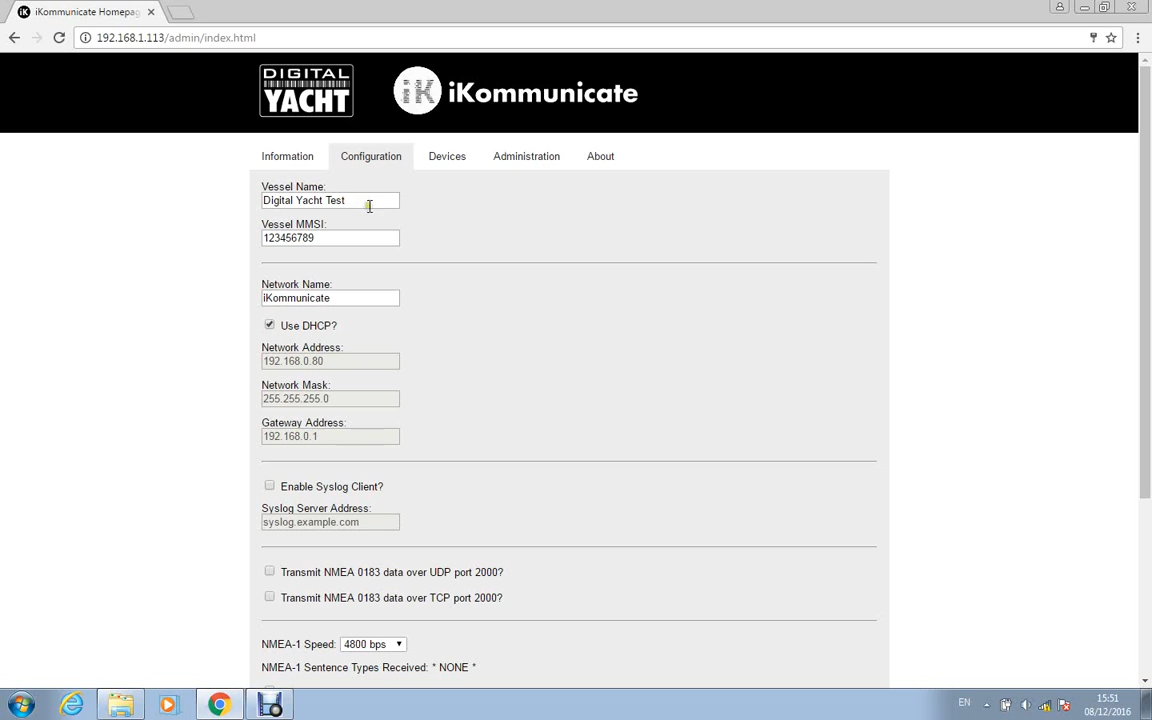 iKommunicate Homepag
192.168.1.113/admin/index.html
DIGITAL
YACHT
iK iKommunicate
Information Configuration Devices Administration About
Vessel Name:
Digital Yacht Test
Vessel MMSI:
123456789
Network Name:
iKommunicate
Use DHCP?
Network Address:
192.168.0.80
Network Mask:
255.255.255.0
Gateway Address:
192.168.0.1
Enable Syslog Client?
Syslog Server Address:
syslog.example.com
Transmit NMEA 0183 data over UDP port 2000?
Transmit NMEA 0183 data over TCP port 2000?
NMEA-1 Speed: 4800 bps
NMEA-1 Sentence Types Received: * NONE *
EN 15:51
08/12/2016